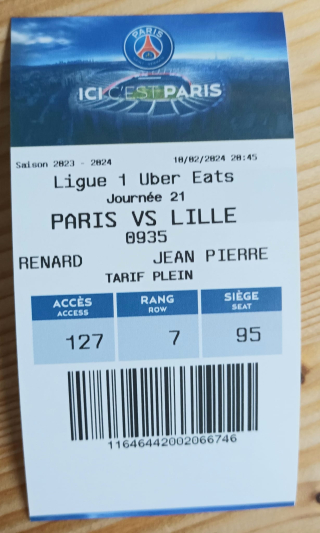 PARIS
ICI C'EST PARIS
Saison 2023 - 2024 10/02/2024 20:45
Ligue 1 Uber Eats
Journée 21
PARIS VS LILLE
0935
RENARD JEAN PIERRE
TARIF PLEIN
ACCÈS RANG SIÈGE
ACCESS ROW SEAT
127 7 95
11646442002066746